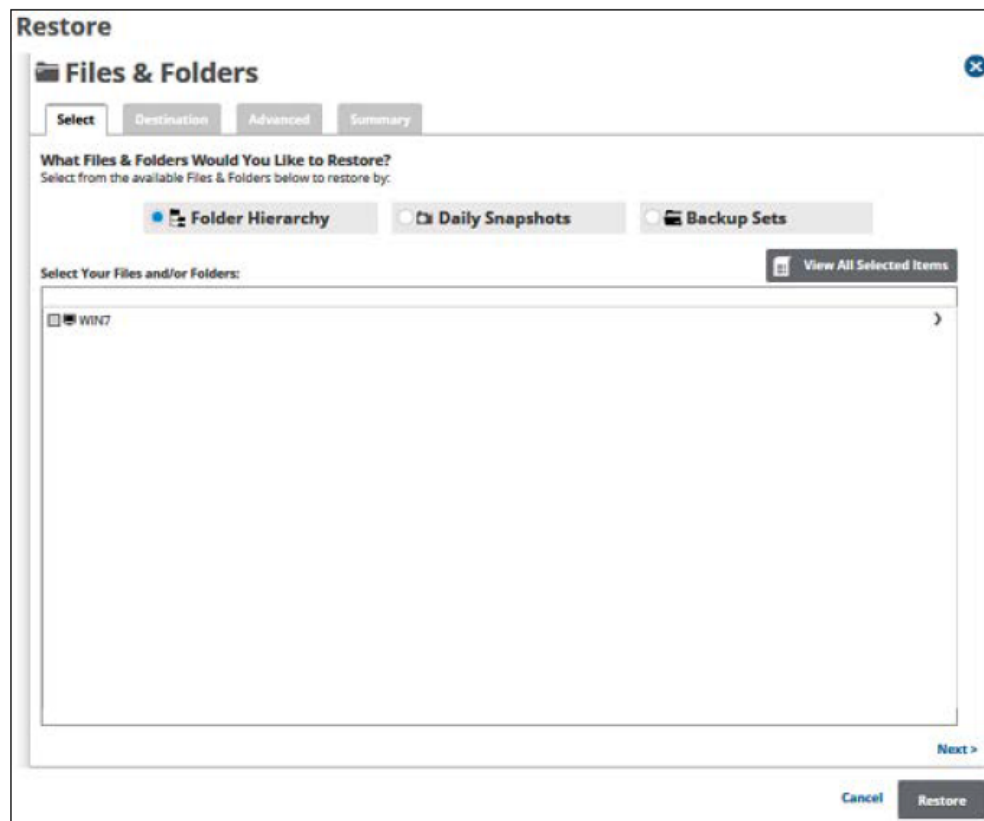 Restore
Files & Folders
Select Destination Advanced Summary
What Files & Folders Would You Like to Restore?
Select from the available Files & Folders below to restore by:
Folder Hierarchy Daily Snapshots Backup Sets
View All Selected Items
Select Your Files and/or Folders:
WIN7
Next >
Cancel Restore